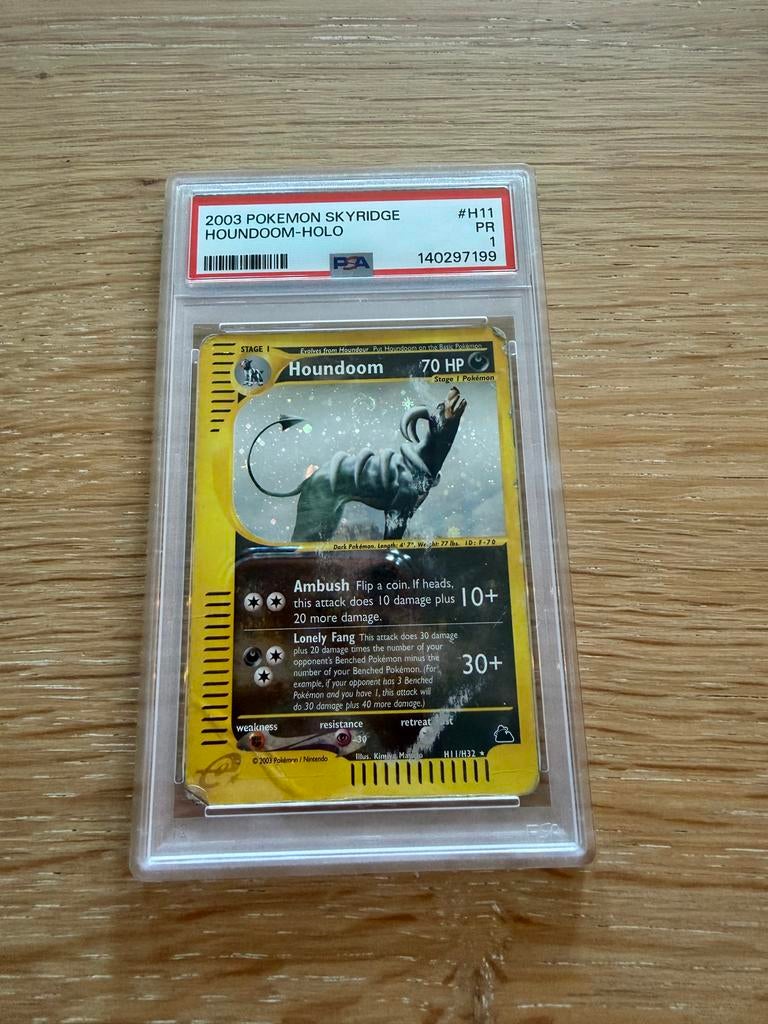 2003 POKEMON SKYRIDGE #H11
HOUNDOOM-HOLO PR
1
PSA 140297199
STAGE 1 Evolves from Houndour Put Houndoom on the Basic Pokémon.
Houndoom 70 HP
Stage 1 Pokémon
Dark Pokémon. Length: 4' 7", Weight: 77 lbs. ID: F-70
Ambush Flip a coin. If heads,
this attack does 10 damage plus 10+
20 more damage.
Lonely Fang This attack does 30 damage
plus 20 damage times the number of your
opponent's Benched Pokémon minus the 30+
number of your Benched Pokémon. (For
example, if your opponent has 3 Benched
Pokémon and you have 1, this attack will
do 30 damage plus 40 more damage.)
weakness resistance retreat
-30
Illus. H11/H32
© 2003 Pokémon / Nintendo